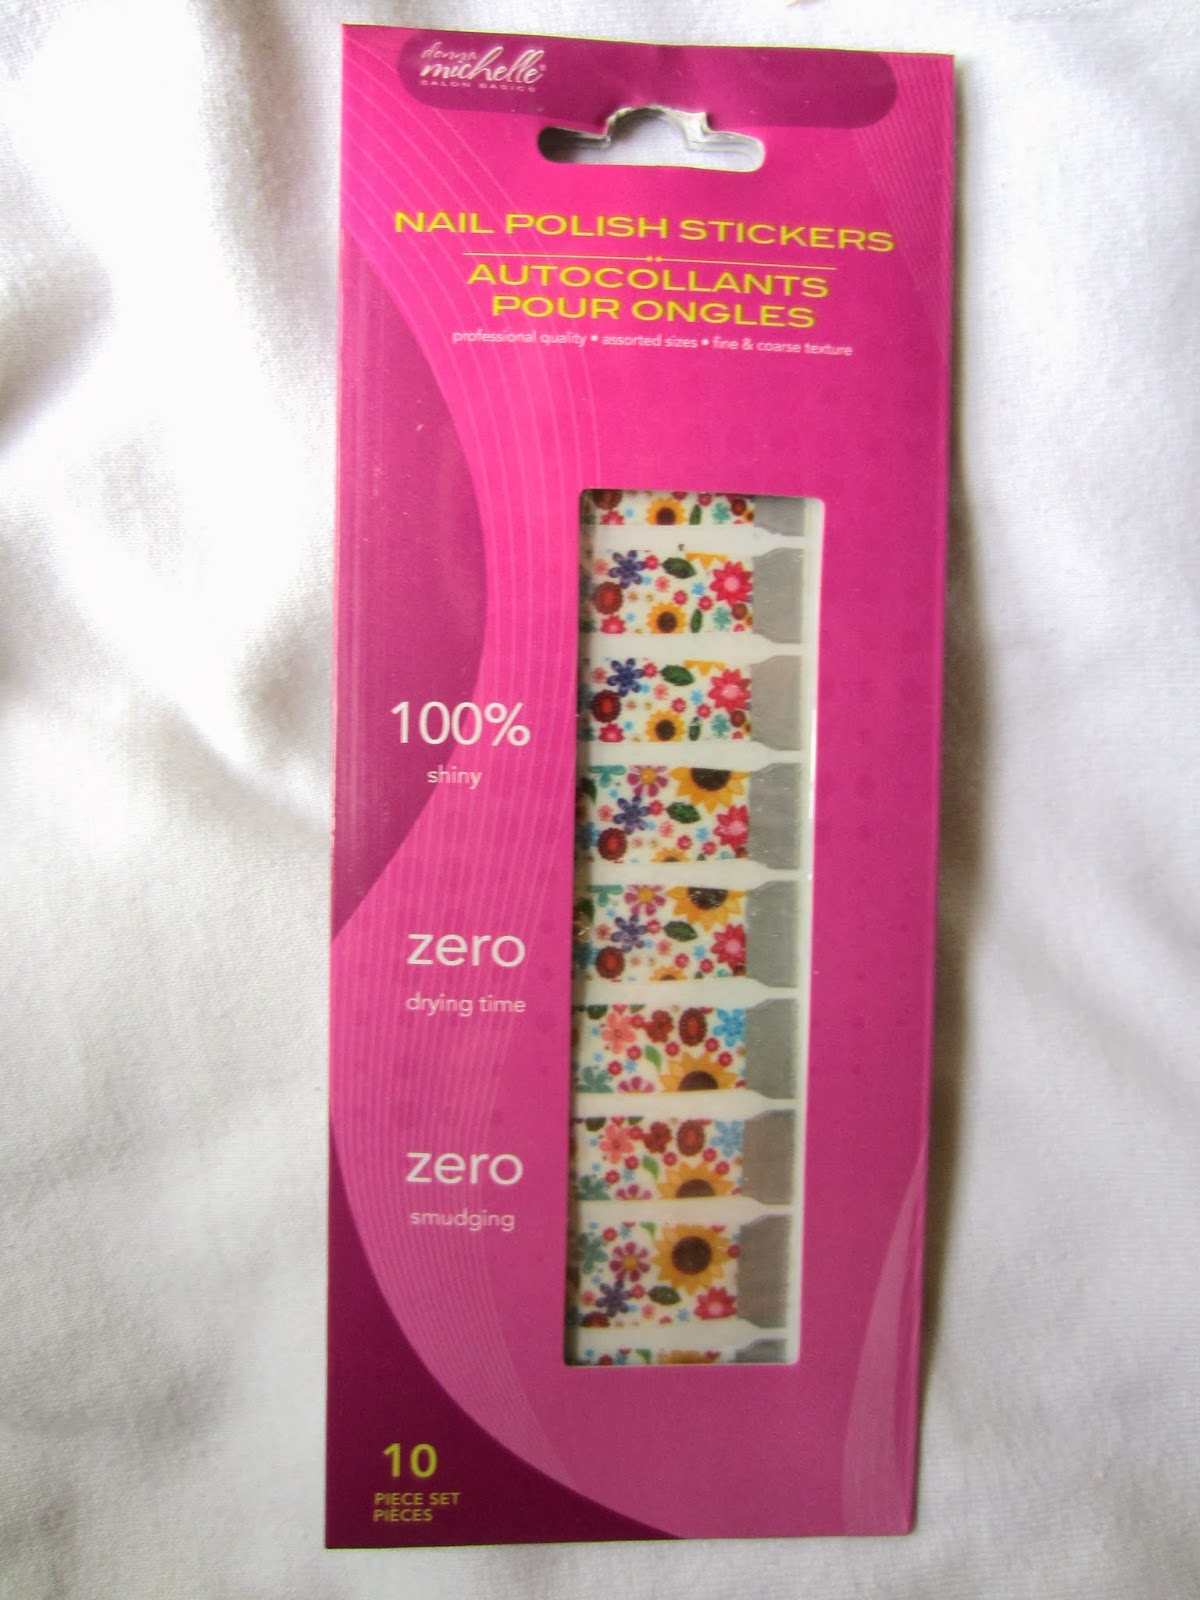 donna
michelle®
SALON BASICS
NAIL POLISH STICKERS
AUTOCOLLANTS
POUR ONGLES
professional quality • assorted sizes • fine & coarse texture
100%
shiny
zero
drying time
zero
smudging
10
PIECE SET
PIÈCES